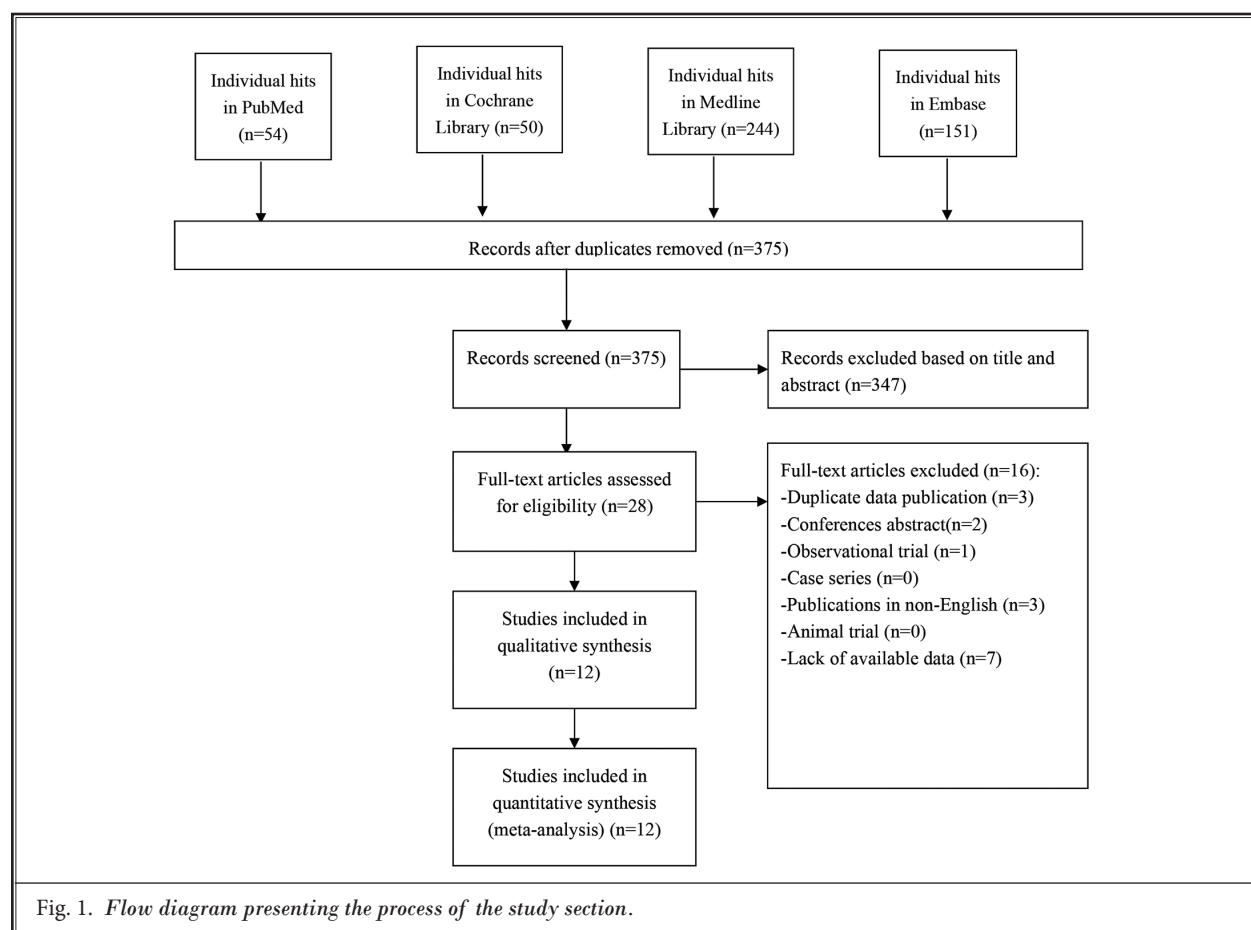 Individual hits
in PubMed
(n=54)
Individual hits
in Cochrane
Library (n=50)
Individual hits
in Medline
Library (n=244)
Individual hits
in Embase
(n=151)
Records after duplicates removed (n=375)
Records screened (n=375)
Records excluded based on title and
abstract (n=347)
Full-text articles assessed
for eligibility (n=28)
Full-text articles excluded (n=16):
-Duplicate data publication (n=3)
-Conferences abstract(n=2)
-Observational trial (n=1)
-Case series (n=0)
-Publications in non-English (n=3)
-Animal trial (n=0)
-Lack of available data (n=7)
Studies included in
qualitative synthesis
(n=12)
Studies included in
quantitative synthesis
(meta-analysis) (n=12)
Fig. 1. Flow diagram presenting the process of the study section.